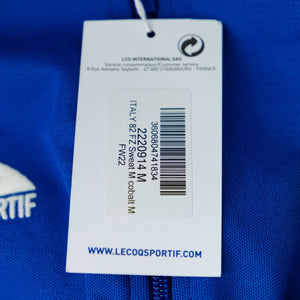 LCS INTERNATIONAL SAS
Service consommateur/Customer service
8 Rue Adolphe Seyboth - 67 000 STRASBOURG - FRANCE
3606804741834
2220914 M
ITALY 82 FZ Sweat M cobalt M
FW22
WWW.LECOQSPORTIF.COM
TIF